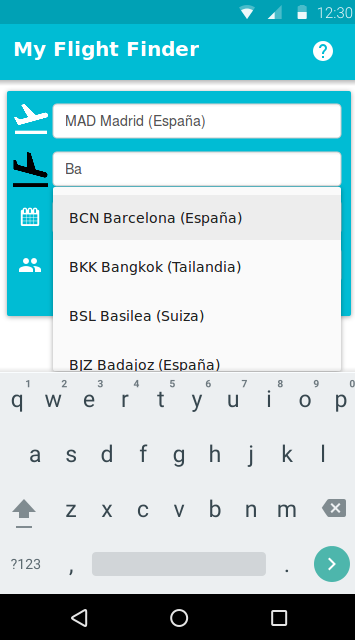 12:30
My Flight Finder
?
MAD Madrid (España)
Ba
BCN Barcelona (España)
BKK Bangkok (Tailandia)
BSL Basilea (Suiza)
BJZ Badajoz (España)
1 2 3 4 5 6 7 8 9 0
q w e r t y u i o p
a s d f g h j k l
z x c v b n m
?123 , .